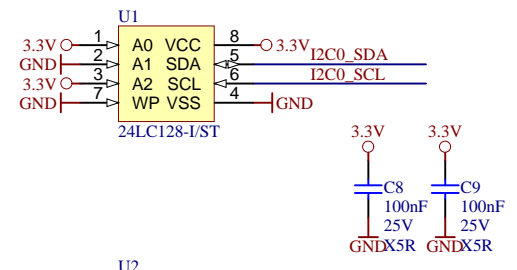 U1
3.3V 1 A0 VCC 8 3.3V
GND 2 A1 SDA 5 I2C0_SDA
3.3V 3 A2 SCL 6 I2C0_SCL
GND 7 WP VSS 4 GND
24LC128-I/ST
3.3V 3.3V
C8 C9
100nF 100nF
25V 25V
GND X5R GND X5R
U2